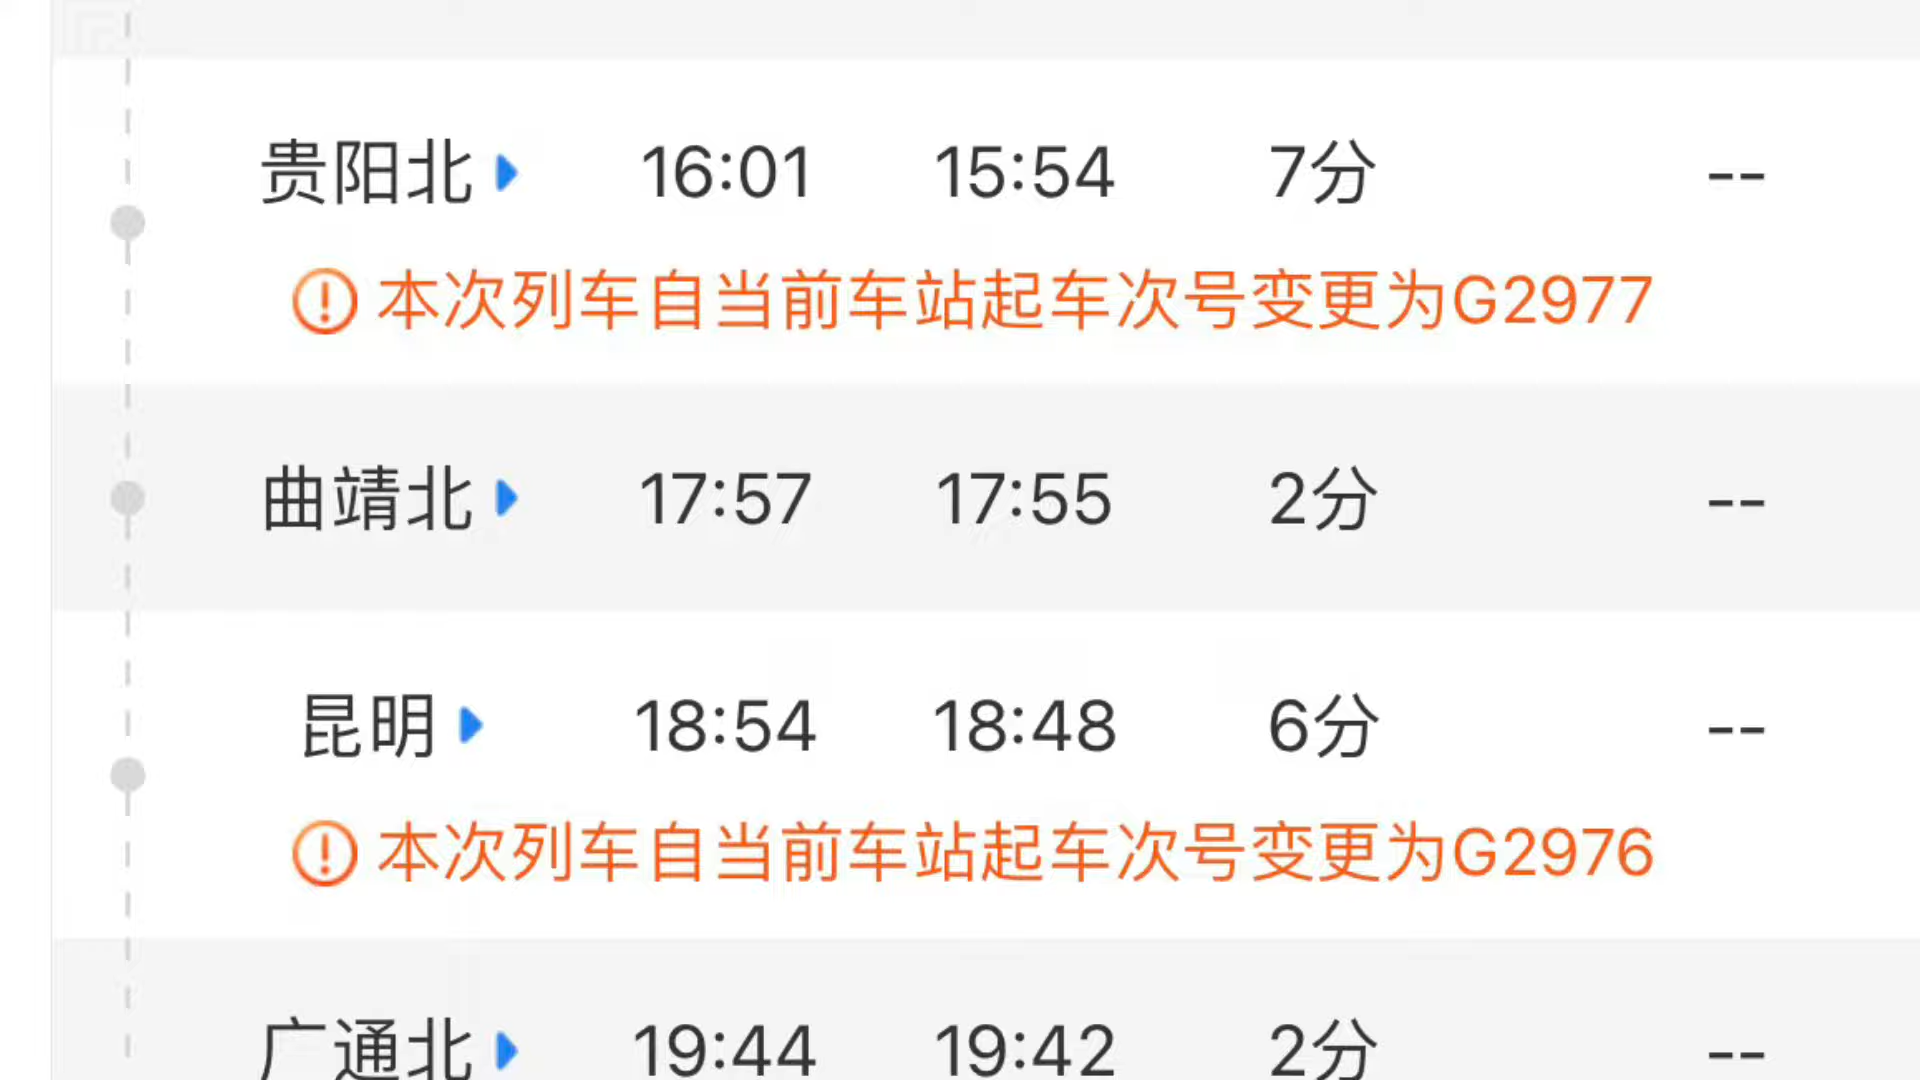 贵阳北 16:01 15:54 7分 --
本次列车自当前车站起车次号变更为G2977
曲靖北 17:57 17:55 2分 --
昆明 18:54 18:48 6分 --
本次列车自当前车站起车次号变更为G2976
广通北 19:44 19:42 2分 --